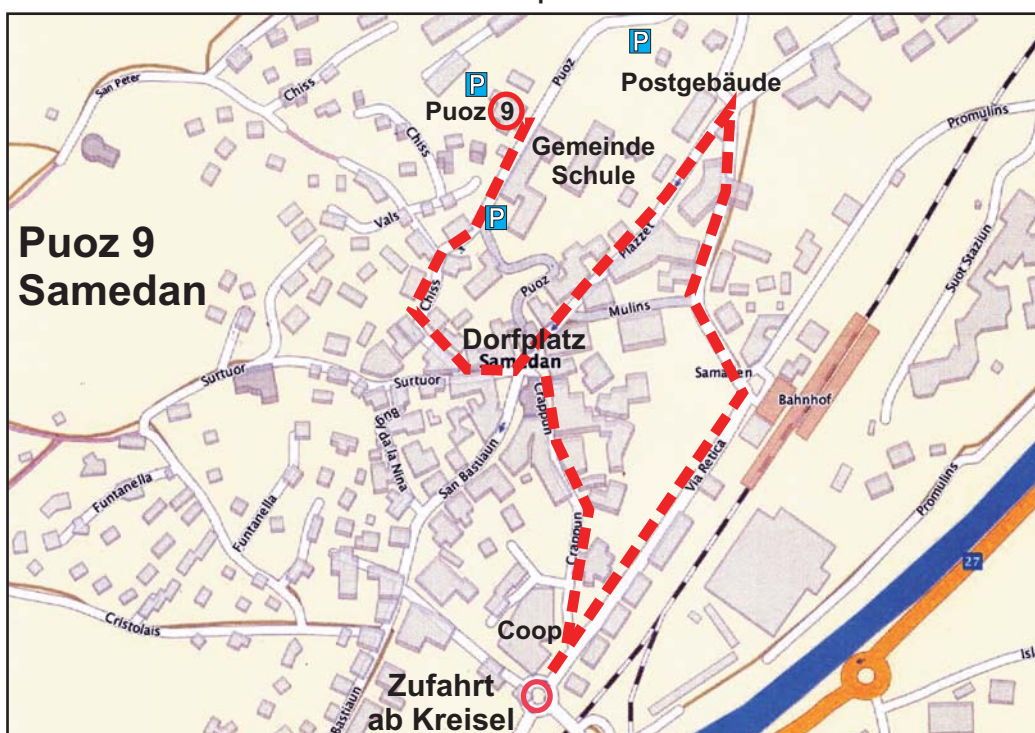 P
Puoz
Postgebäude
San Peter
Chiss
P
Puoz 9
Promulins
Gemeinde
Schule
Chiss
Vals
P
Plazzet
Suot Staziun
Puoz 9
Samedan
Chiss
Puoz
Mulins
Dorfplatz
Samedan
Surtuor
Surtuor
Crappun
Bahnhof
San Bastiaun
Via Retica
Funtanella
Funtanella
Crappun
Promulins
27
Cristolais
Coop
Zufahrt
ab Kreisel
Bastiaun